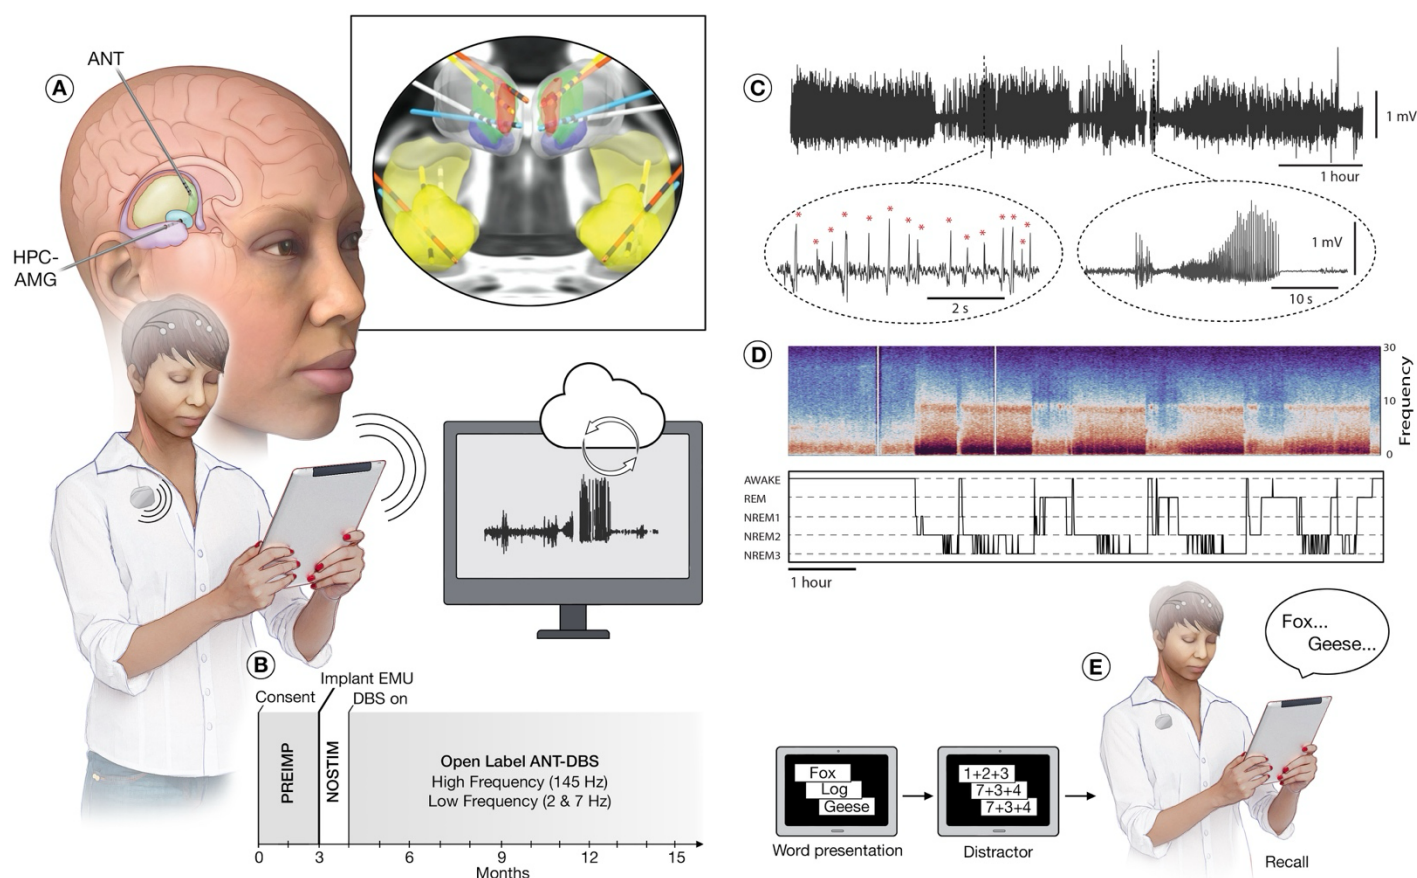 A
ANT
HPC-
AMG
B
Consent
Implant EMU
DBS on
PREIMP
NOSTIM
Open Label ANT-DBS
High Frequency (145 Hz)
Low Frequency (2 & 7 Hz)
0 3 6 9 12 15
Months
C
1 mV
1 hour
* * * * * * * * * * * * * *
2 s
1 mV
10 s
D
30
10
0
Frequency
AWAKE
REM
NREM1
NREM2
NREM3
1 hour
E
Fox...
Geese...
Fox
Log
Geese
Word presentation
1+2+3
7+3+4
7+3+4
Distractor
Recall